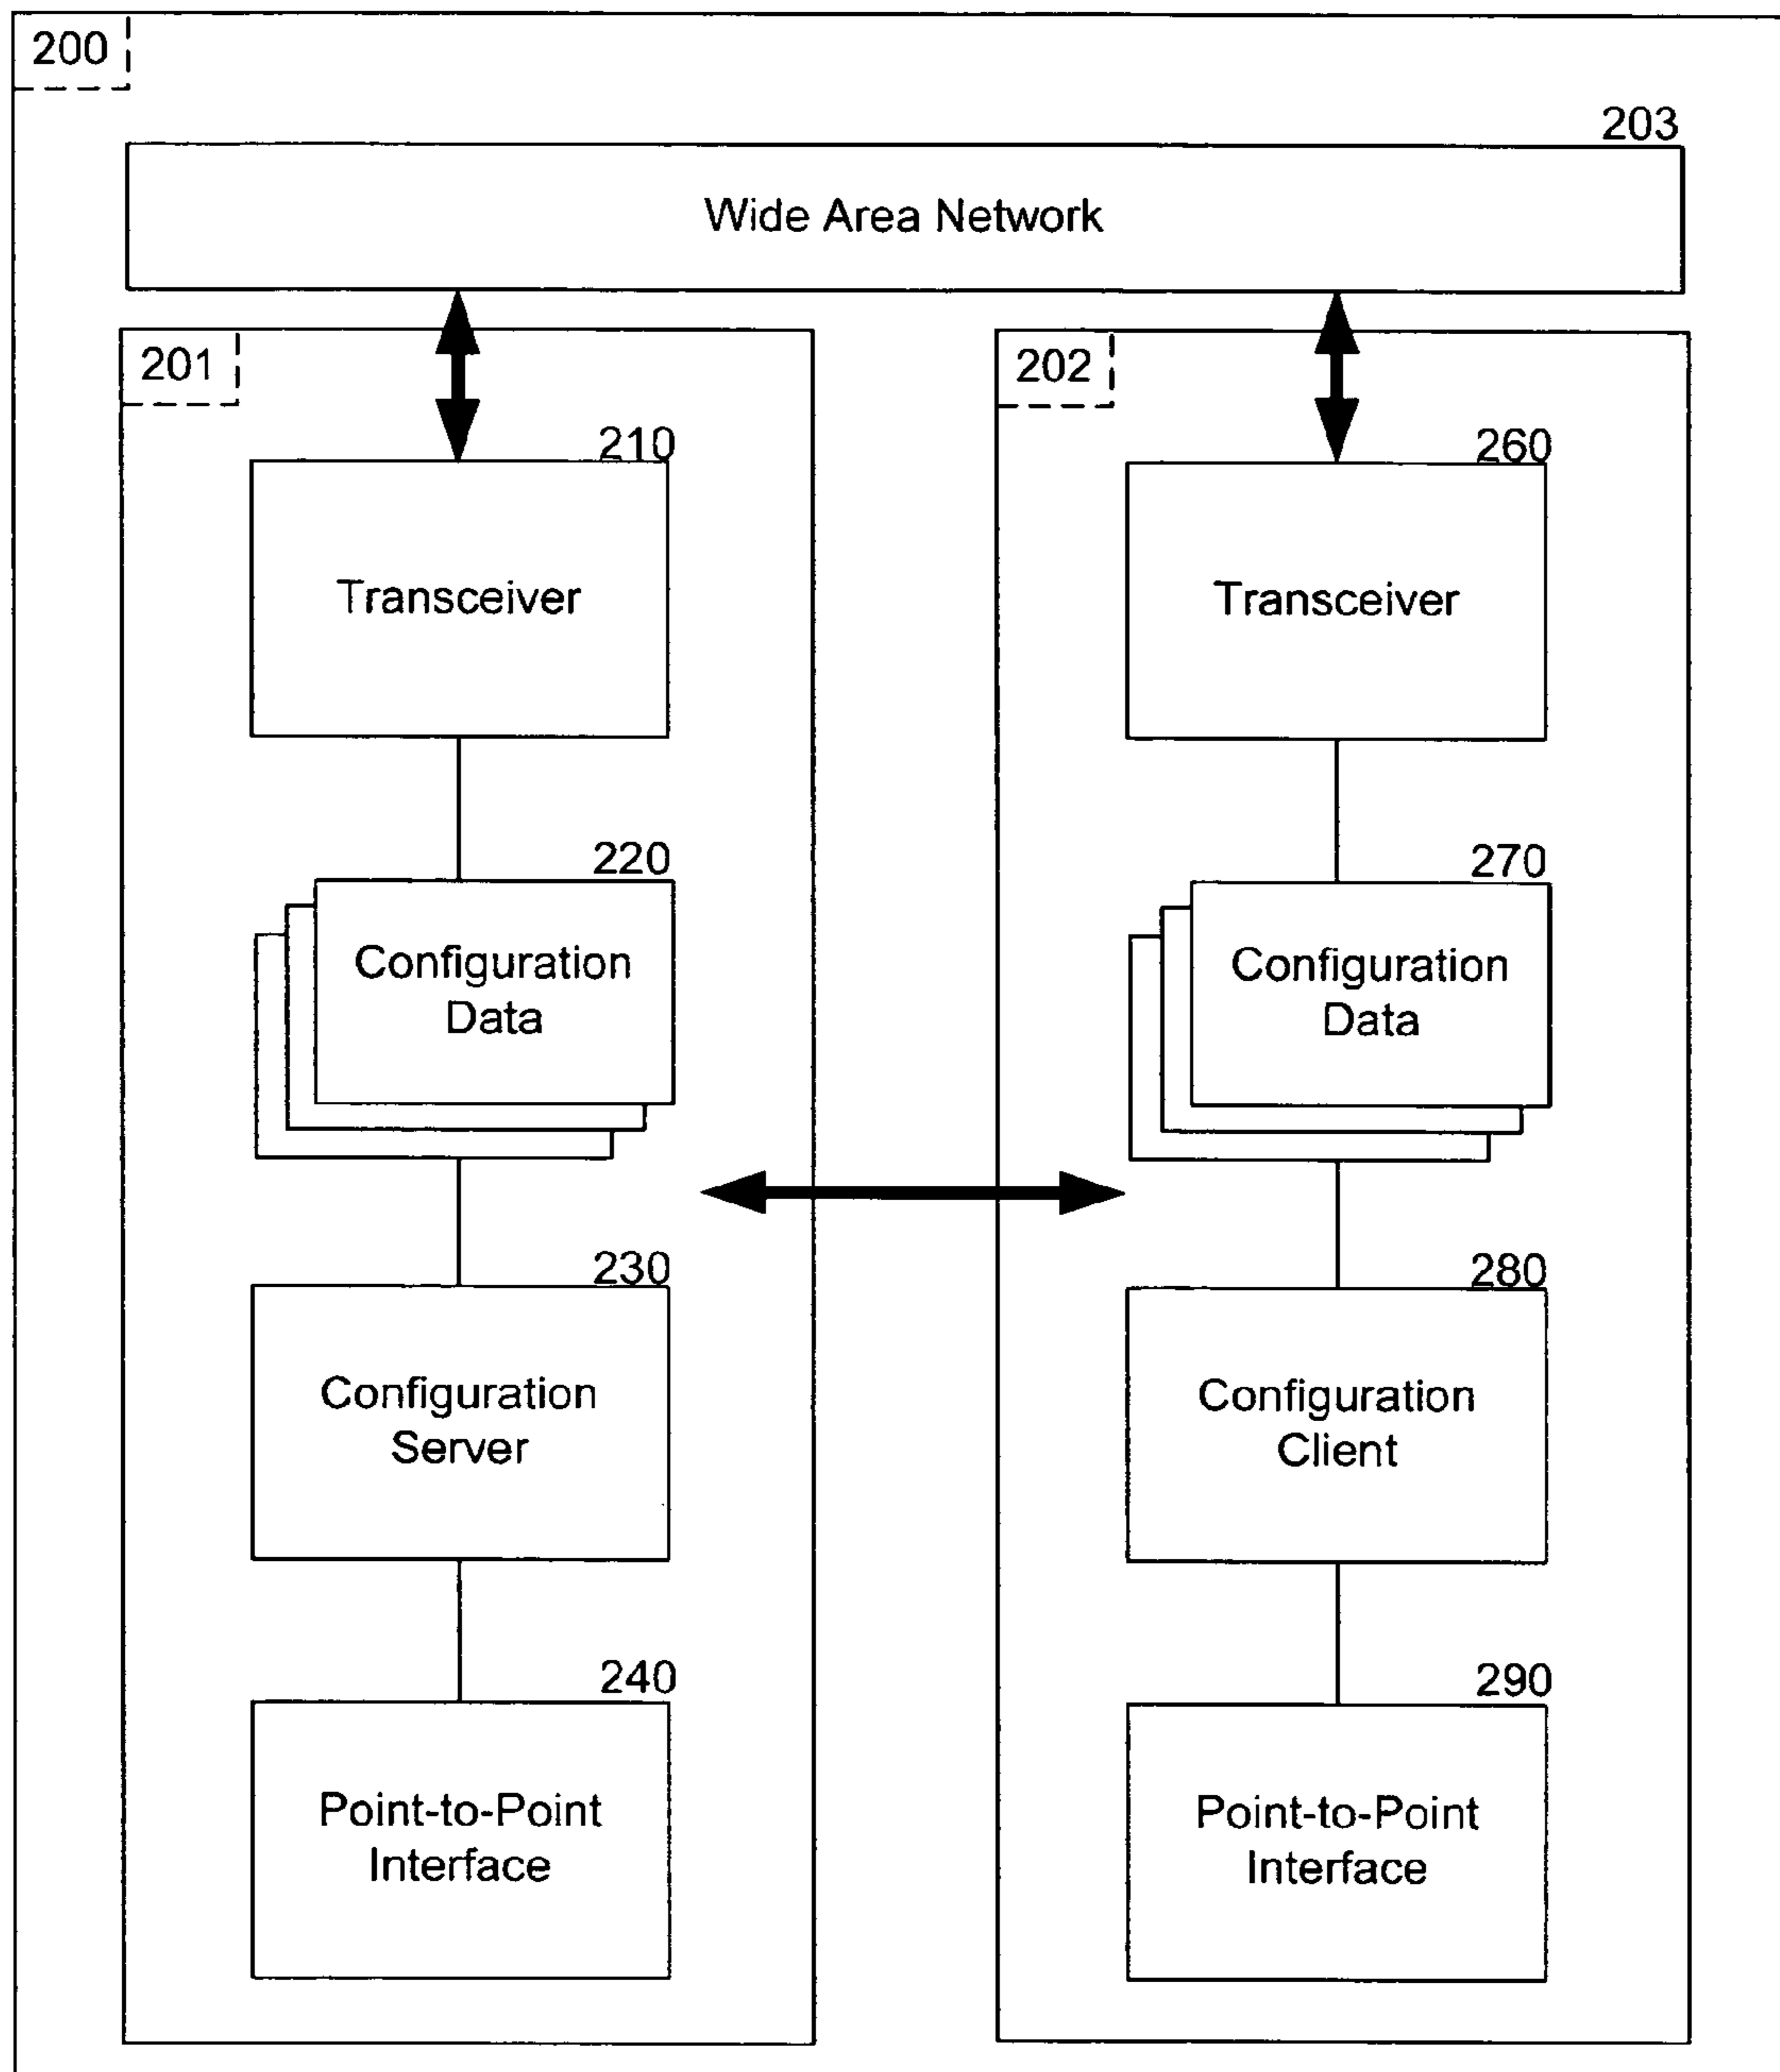 200
203
Wide Area Network
201
202
210
260
Transceiver
Transceiver
220
270
Configuration
Data
Configuration
Data
230
280
Configuration
Server
Configuration
Client
240
290
Point-to-Point
Interface
Point-to-Point
Interface